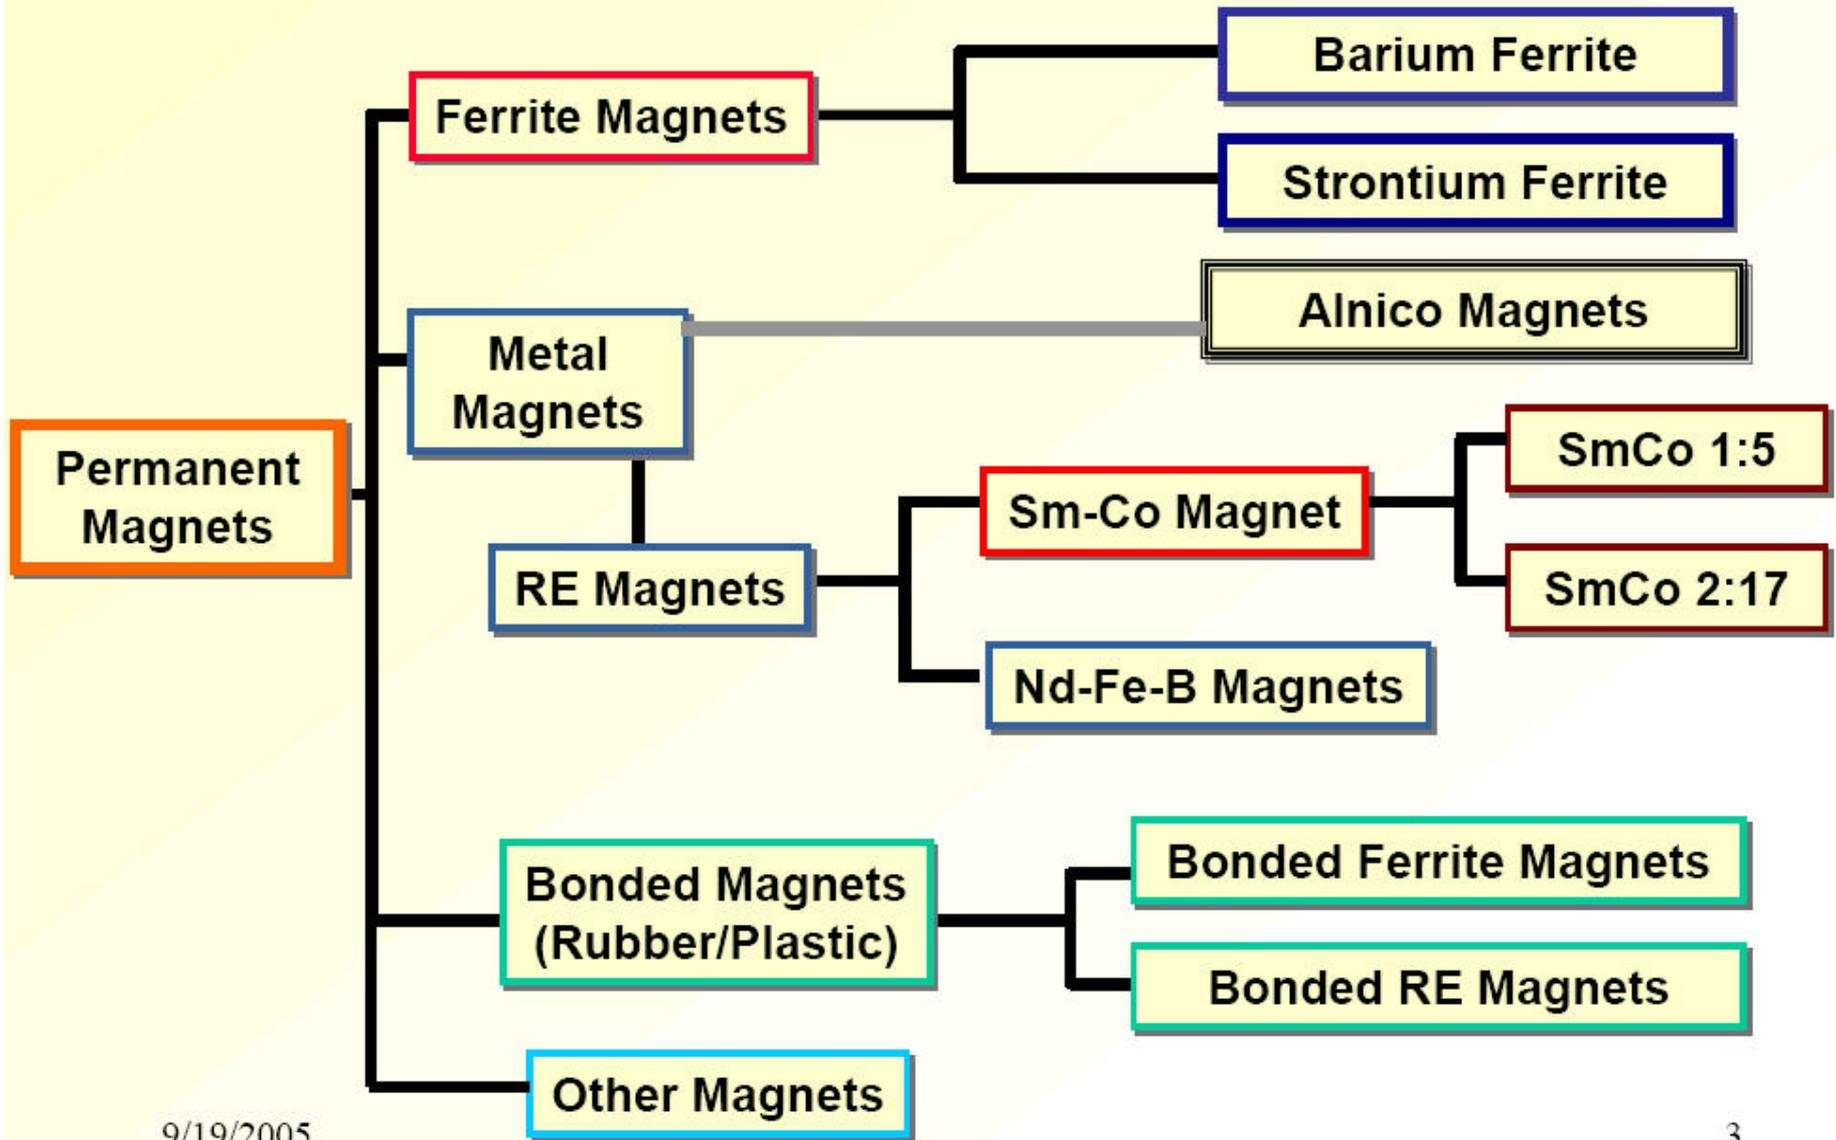 Barium Ferrite
Ferrite Magnets
Strontium Ferrite
Alnico Magnets
Metal
Magnets
SmCo 1:5
Permanent
Magnets
Sm-Co Magnet
RE Magnets
SmCo 2:17
Nd-Fe-B Magnets
Bonded Magnets
(Rubber/Plastic)
Bonded Ferrite Magnets
Bonded RE Magnets
Other Magnets
9/19/2005
3